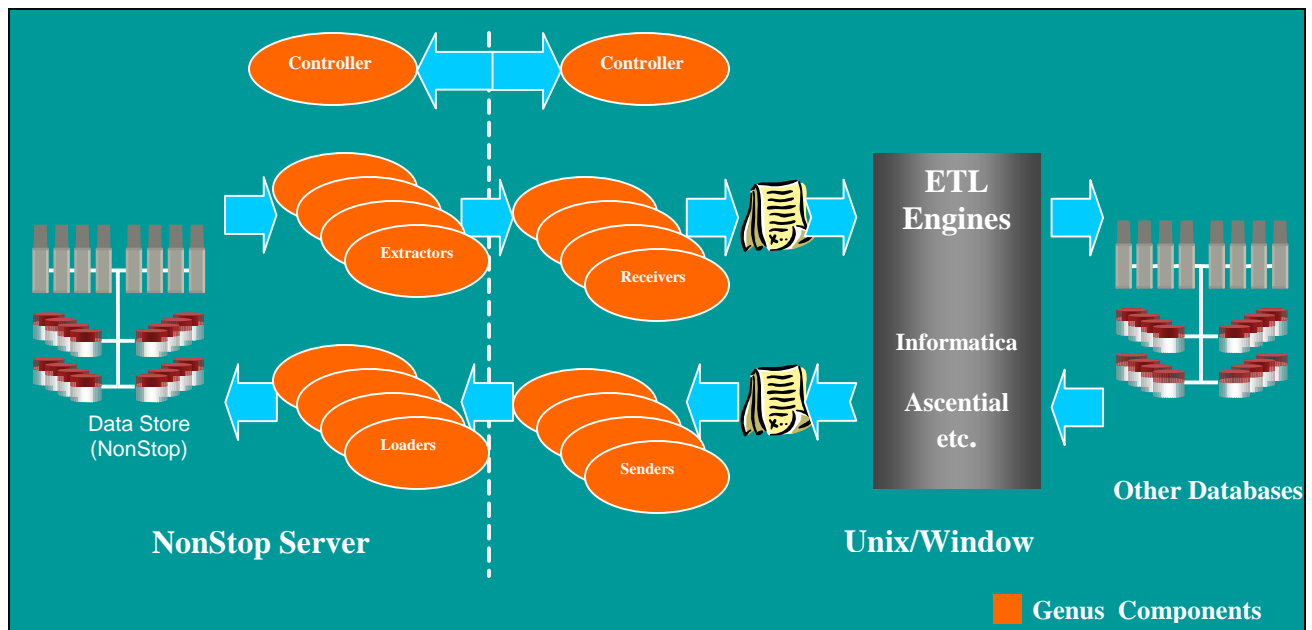 Controller
Controller
Extractors
Receivers
ETL
Engines
Informatica
Ascential
etc.
Data Store
(NonStop)
Loaders
Senders
Other Databases
NonStop Server
Unix/Window
Genus Components